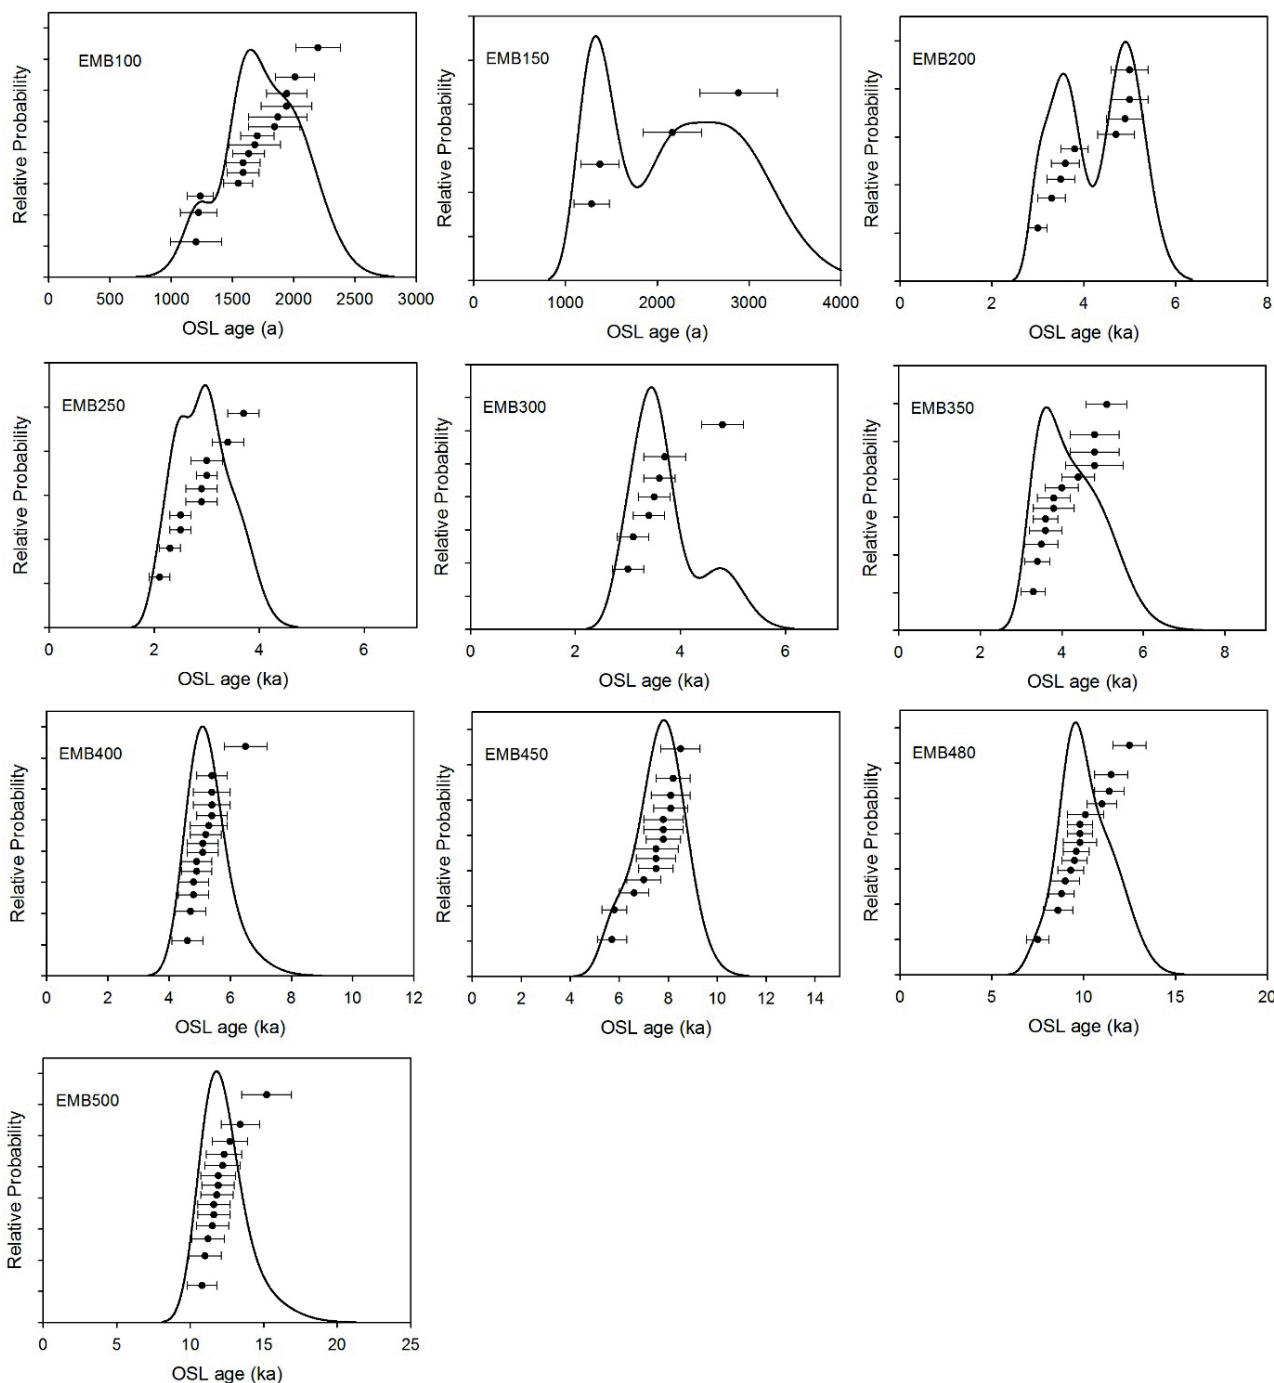 EMB100
Relative Probability
0 500 1000 1500 2000 2500 3000
OSL age (a)
EMB150
Relative Probability
0 1000 2000 3000 4000
OSL age (a)
EMB200
Relative Probability
0 2 4 6 8
OSL age (ka)
EMB250
Relative Probability
0 2 4 6
OSL age (ka)
EMB300
Relative Probability
0 2 4 6
OSL age (ka)
EMB350
Relative Probability
0 2 4 6 8
OSL age (ka)
EMB400
Relative Probability
0 2 4 6 8 10 12
OSL age (ka)
EMB450
Relative Probability
0 2 4 6 8 10 12 14
OSL age (ka)
EMB480
Relative Probability
0 5 10 15 20
OSL age (ka)
EMB500
Relative Probability
0 5 10 15 20 25
OSL age (ka)